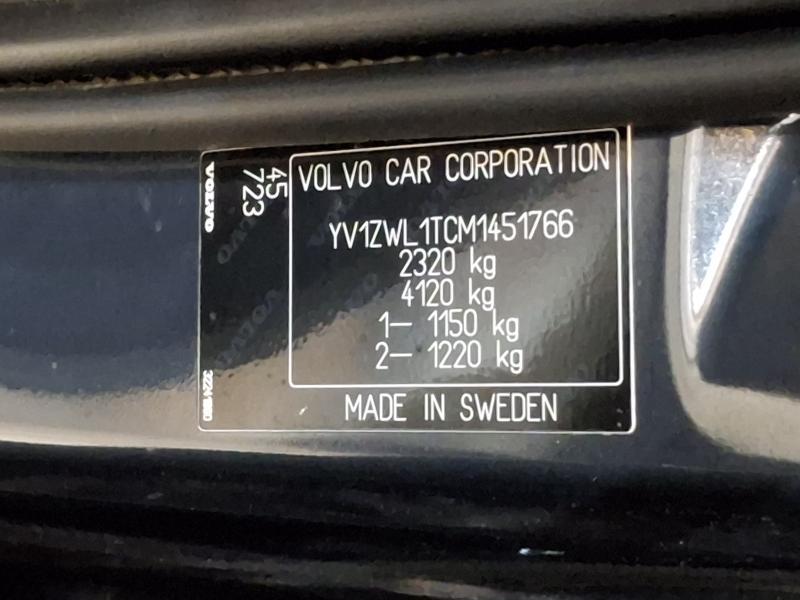 VOLVO
45
723
VOLVO CAR CORPORATION
YV1ZWL1TCM1451766
2320 kg
4120 kg
1– 1150 kg
2– 1220 kg
MADE IN SWEDEN